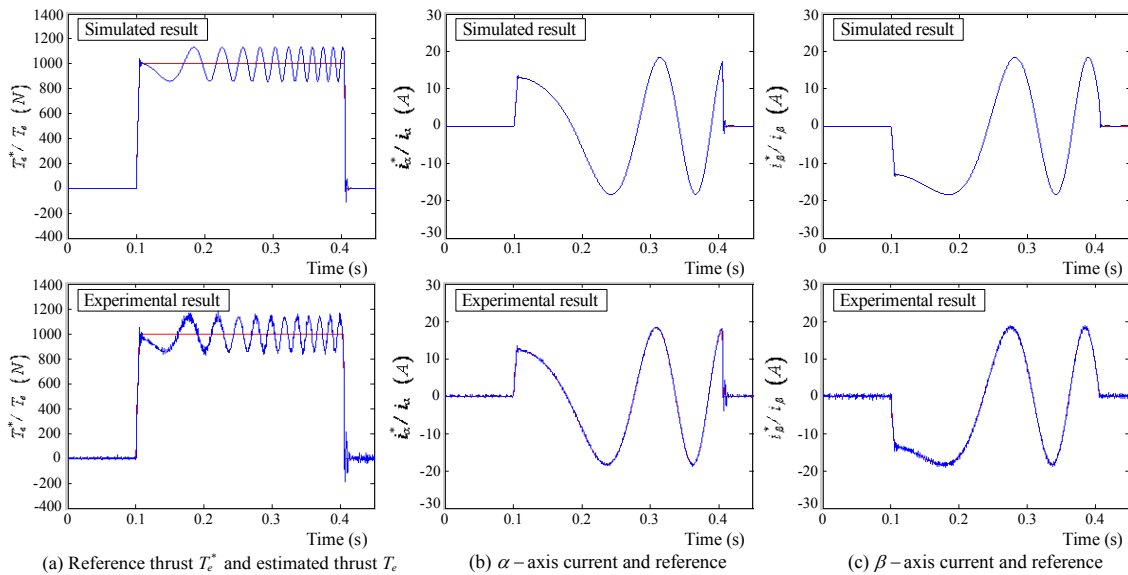 Simulated result
T_e^* / T_e (N)
1400
1200
1000
800
600
400
200
0
-200
-400
0 0.1 0.2 0.3 0.4
Time (s)
Simulated result
i_α^* / i_α (A)
30
20
10
0
-10
-20
30
0 0.1 0.2 0.3 0.4
Time (s)
Simulated result
i_β^* / i_β (A)
30
20
10
0
-10
-20
30
0 0.1 0.2 0.3 0.4
Time (s)
Experimental result
T_e^* / T_e (N)
1400
1200
1000
800
600
400
200
0
-200
400
0 0.1 0.2 0.3 0.4
Time (s)
Experimental result
i_α^* / i_α (A)
30
20
10
0
-10
-20
30
0 0.1 0.2 0.3 0.4
Time (s)
Experimental result
i_β^* / i_β (A)
30
20
10
0
-10
-20
30
0 0.1 0.2 0.3 0.4
Time (s)
(a) Reference thrust T_e^* and estimated thrust T_e
(b) α – axis current and reference
(c) β – axis current and reference